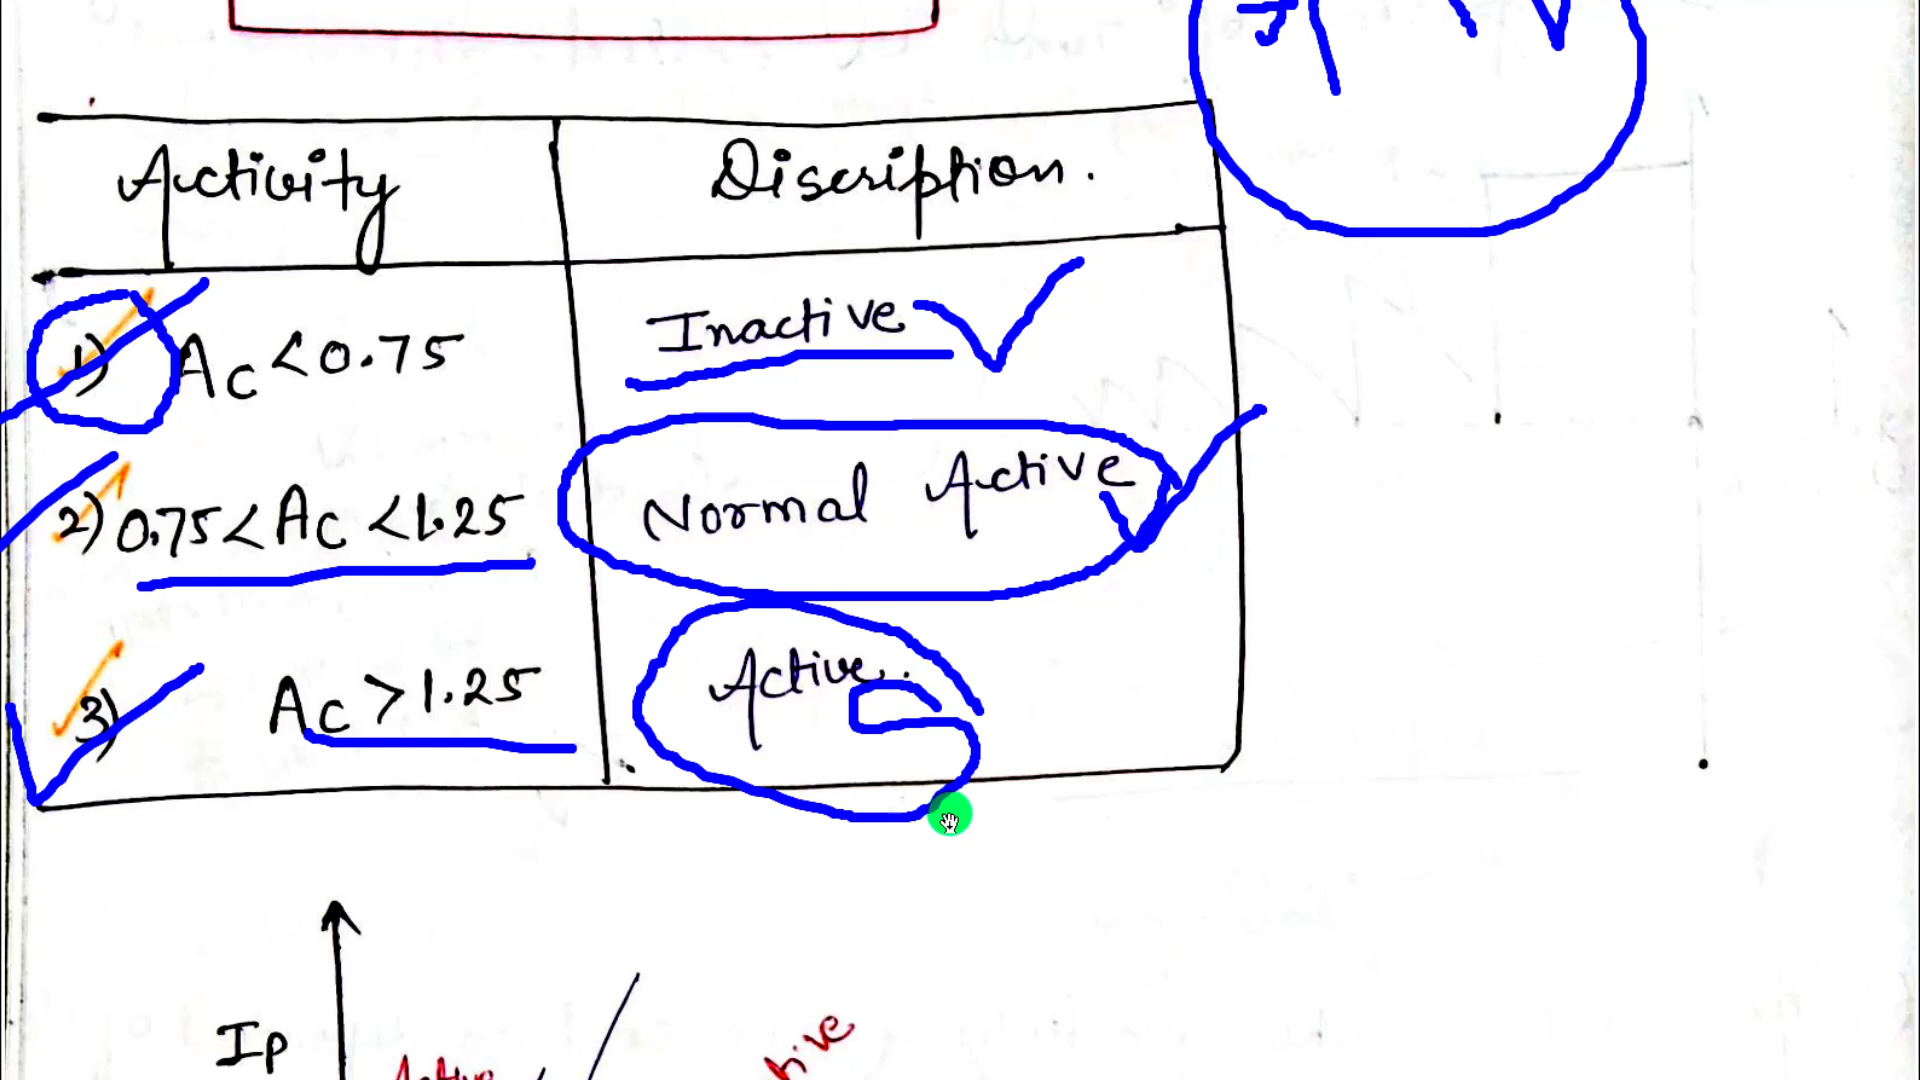 Activity Discription.
1) Ac < 0.75 Inactive
2) 0.75 < Ac < 1.25 Normal Active
3) Ac > 1.25 Active.
Ip
Active